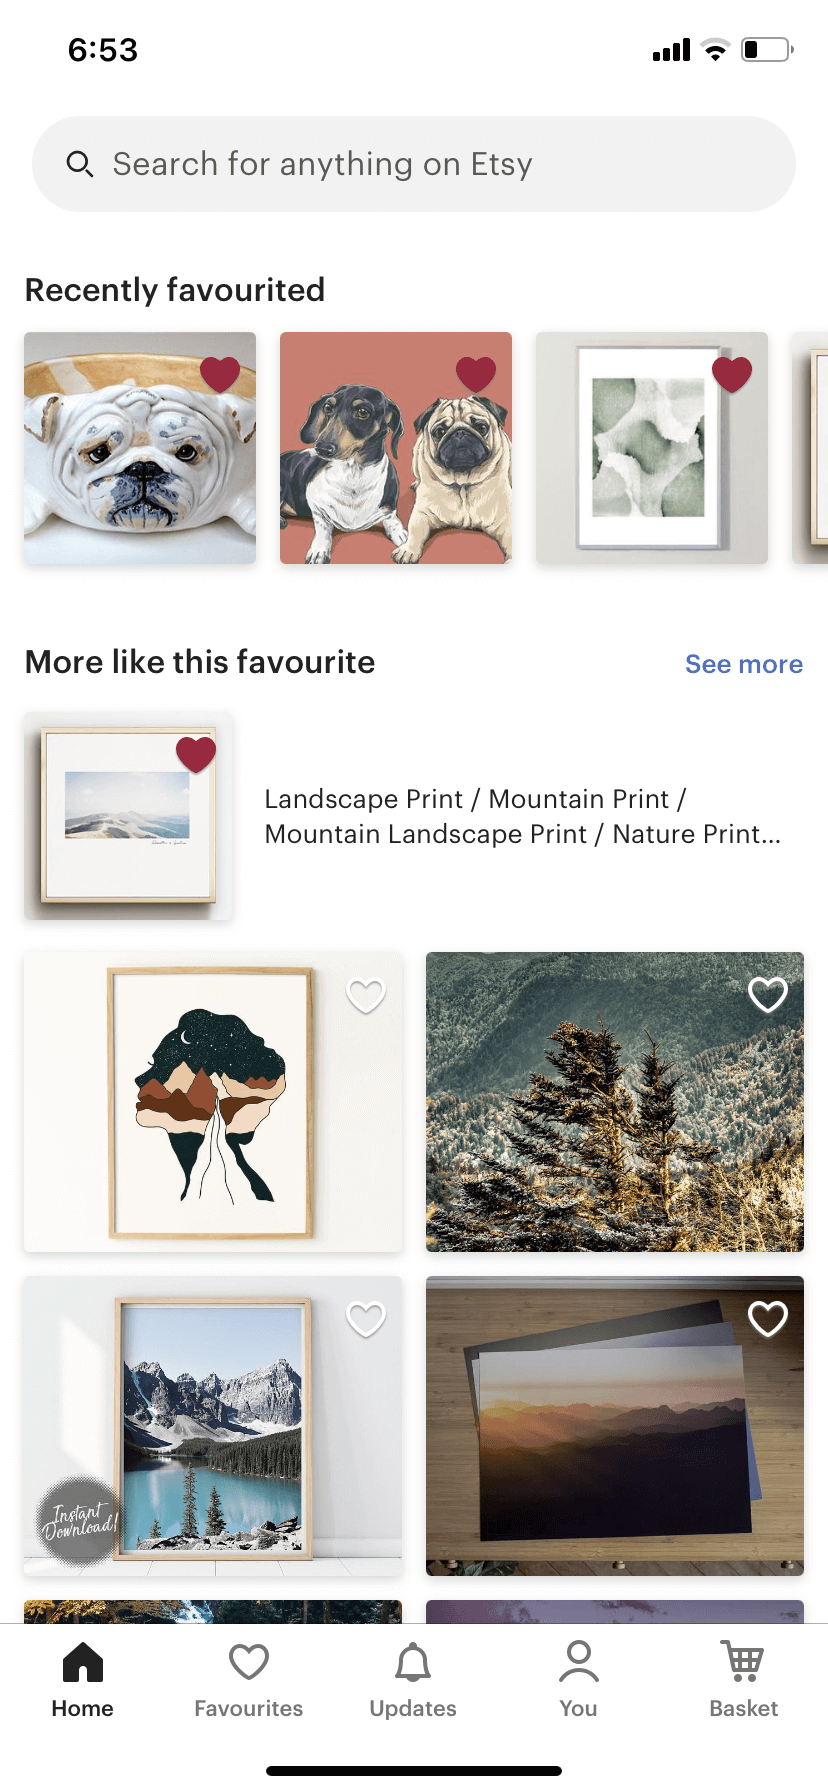 6:53
Search for anything on Etsy
Recently favourited
More like this favourite
See more
Landscape Print / Mountain Print /
Mountain Landscape Print / Nature Print...
Instant
Download!
Home
Favourites
Updates
You
Basket